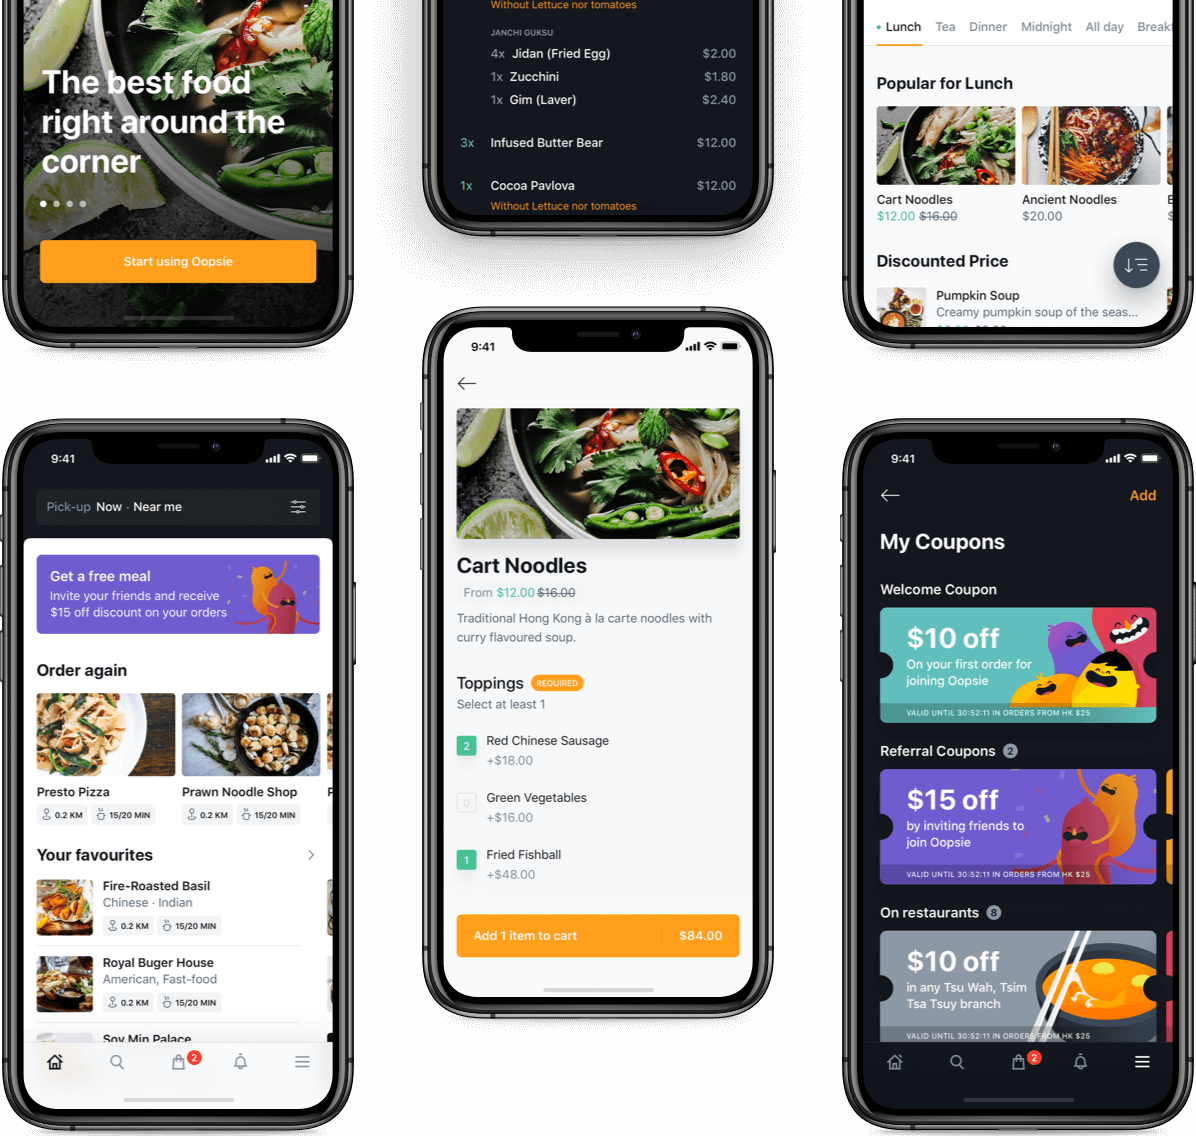 The best food
right around the
corner
Start using Oopsie
Without Lettuce nor tomatoes
JANCHI GUKSU
4x Jidan (Fried Egg) $2.00
1x Zucchini $1.80
1x Gim (Laver) $2.40
3x Infused Butter Bear $12.00
1x Cocoa Pavlova $12.00
Without Lettuce nor tomatoes
Lunch Tea Dinner Midnight All day Breakf
Popular for Lunch
Cart Noodles
$12.00 $16.00
Ancient Noodles
$20.00
Discounted Price
Pumpkin Soup
Creamy pumpkin soup of the seas...
9:41
Pick-up Now · Near me
Get a free meal
Invite your friends and receive
$15 off discount on your orders
Order again
Presto Pizza
0.2 KM 15/20 MIN
Prawn Noodle Shop
0.2 KM 15/20 MIN
Your favourites
Fire-Roasted Basil
Chinese · Indian
0.2 KM 15/20 MIN
Royal Buger House
American, Fast-food
0.2 KM 15/20 MIN
Soy Min Palace
2
9:41
Cart Noodles
From $12.00 $16.00
Traditional Hong Kong à la carte noodles with
curry flavoured soup.
Toppings REQUIRED
Select at least 1
2 Red Chinese Sausage
+$18.00
0 Green Vegetables
+$16.00
1 Fried Fishball
+$48.00
Add 1 item to cart $84.00
9:41
Add
My Coupons
Welcome Coupon
$10 off
On your first order for
joining Oopsie
VALID UNTIL 30:52:11 IN ORDERS FROM HK $25
Referral Coupons 2
$15 off
by inviting friends to
join Oopsie
VALID UNTIL 30:52:11 IN ORDERS FROM HK $25
On restaurants 8
$10 off
in any Tsu Wah, Tsim
Tsa Tsuy branch
VALID UNTIL 30:52:11 IN ORDERS FROM HK $25
2